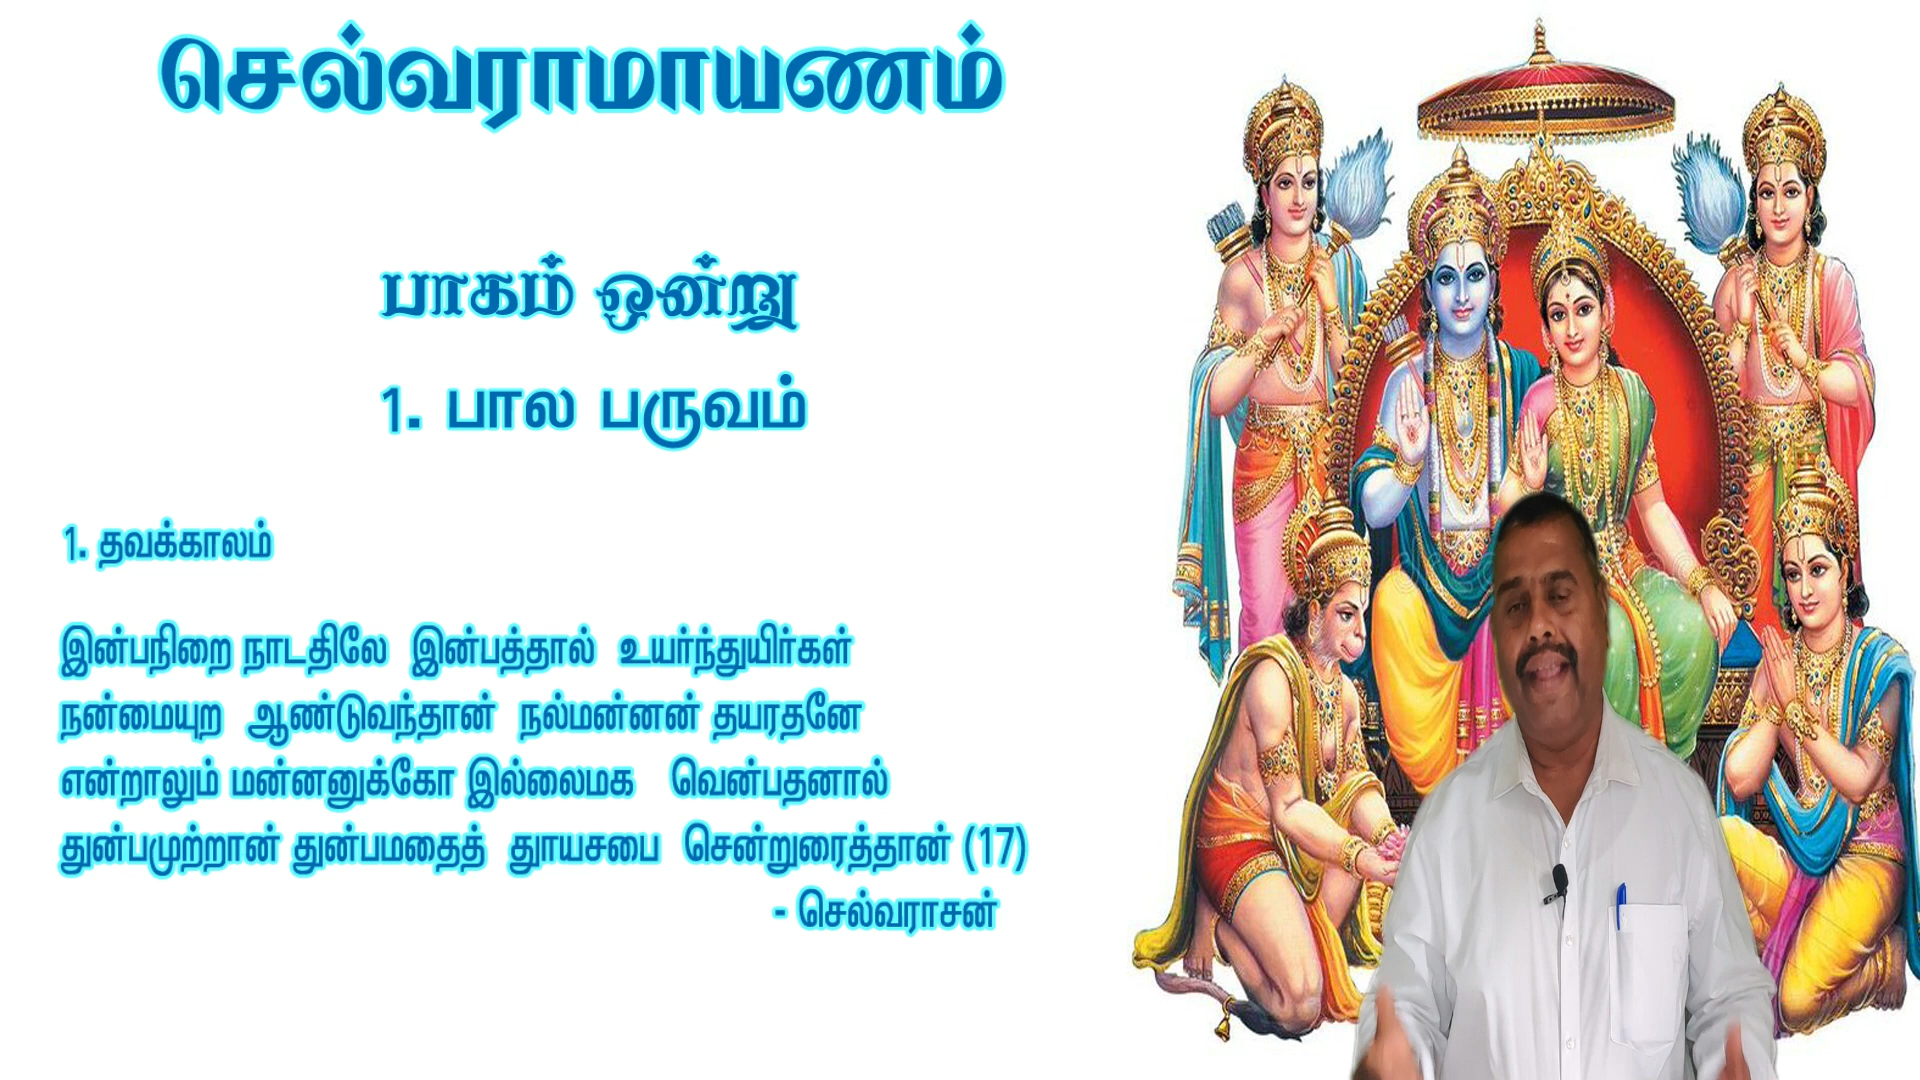 செல்வராமாயணம்
பாகம் ஒன்று
1. பால பருவம்
1. தவக்காலம்
இன்பநிறை நாடதிலே இன்பத்தால் உயர்ந்துயிர்கள்
நன்மையுற ஆண்டுவந்தான் நல்மன்னன் தயரதனே
என்றாலும் மன்னனுக்கோ இல்லைமக வென்பதனால்
துன்பமுற்றான் துன்பமதைத் தூயசபை சென்றுரைத்தான் (17)
- செல்வராசன்